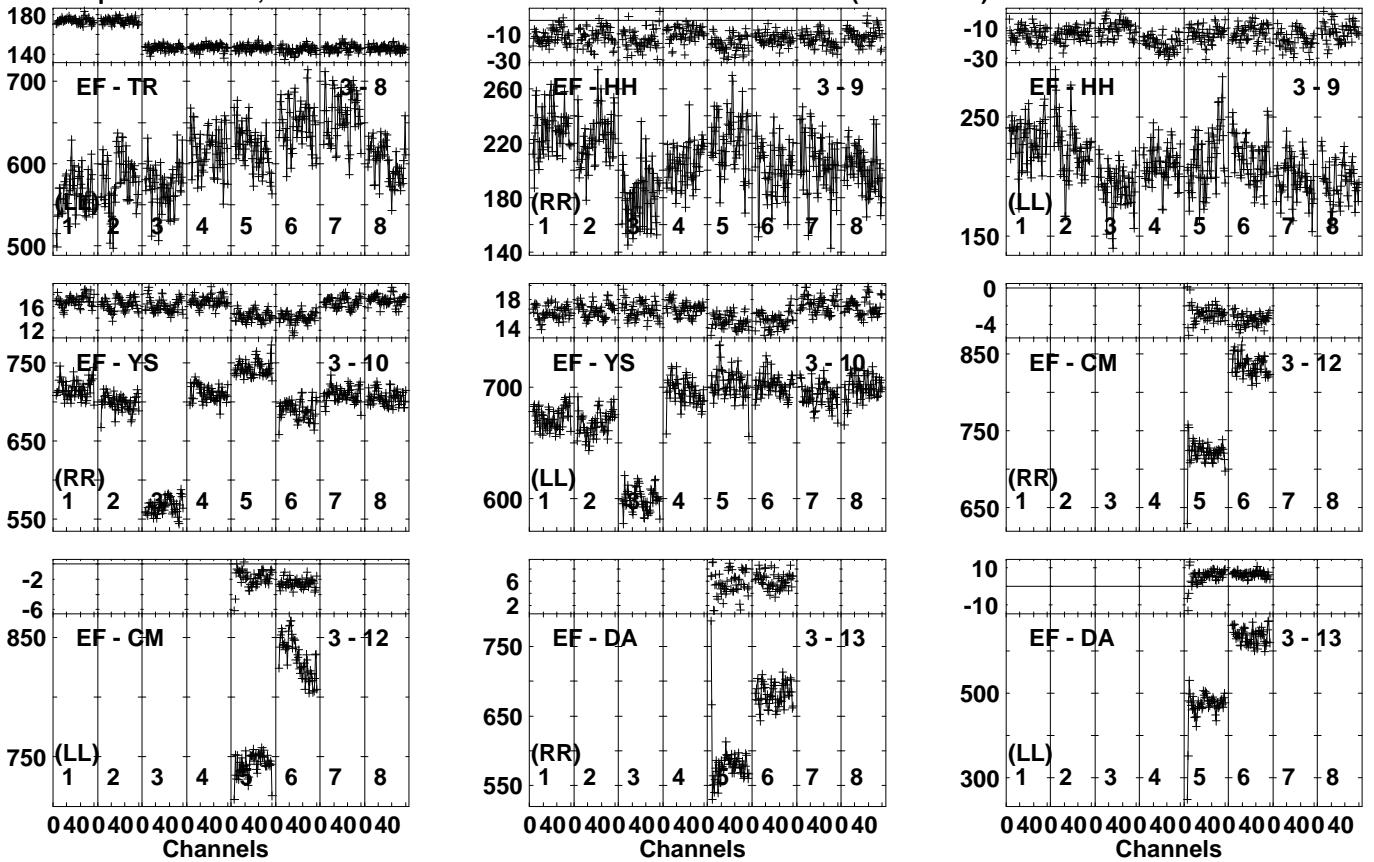 180
140
700
600
500
EF - TR 3 - 8
(LL)
1 2 3 4 5 6 7 8
-10
-30
260
220
180
140
EF - HH 3 - 9
(RR)
1 2 3 4 5 6 7 8
-10
-30
250
150
EF - HH 3 - 9
(LL)
1 2 3 4 5 6 7 8
16
12
750
650
550
EF - YS 3 - 10
(RR)
1 2 3 4 5 6 7 8
18
14
700
600
EF - YS 3 - 10
(LL)
1 2 3 4 5 6 7 8
0
-4
850
750
650
EF - CM 3 - 12
(RR)
1 2 3 4 5 6 7 8
-2
-6
850
750
EF - CM 3 - 12
(LL)
1 2 3 4 5 6 7 8
0 40 0 40 0 40 0 40 0 40 0 40 0 40 0 40
Channels
6
2
750
650
550
EF - DA 3 - 13
(RR)
1 2 3 4 5 6 7 8
0 40 0 40 0 40 0 40 0 40 0 40 0 40 0 40
Channels
10
-10
500
300
EF - DA 3 - 13
(LL)
1 2 3 4 5 6 7 8
0 40 0 40 0 40 0 40 0 40 0 40 0 40 0 40
Channels